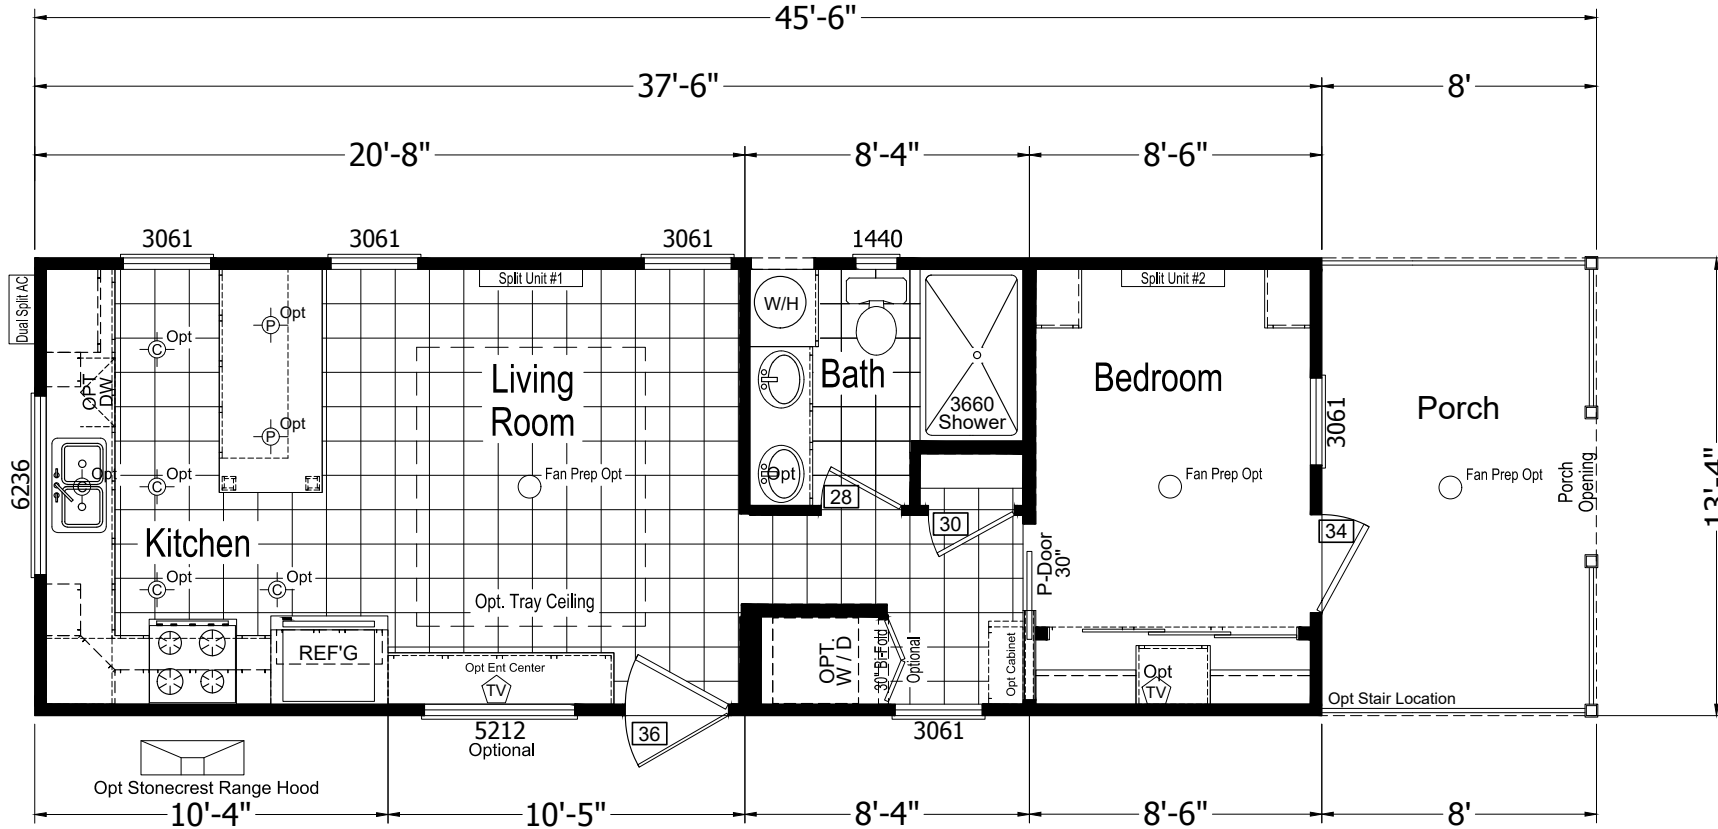 45'-6"
37'-6"
8'
20'-8"
8'-4"
8'-6"
3061
3061
3061
1440
Dual Split AC
Split Unit #1
Split Unit #2
W/H
P
Opt
C
Opt
OPT
DW
P
Opt
Living
Room
Bath
3660
Shower
Bedroom
3061
Porch
13'-4"
6236
C
Opt
C
Opt
Fan Prep Opt
Opt
28
30
Fan Prep Opt
34
Fan Prep Opt
Porch
Opening
Kitchen
P-Door
30"
C
Opt
C
Opt
Opt. Tray Ceiling
REF'G
Opt Ent Center
TV
OPT.
W / D
30" Bi-Fold
Optional
Opt Cabinet
Opt
TV
Opt Stair Location
5212
Optional
36
3061
Opt Stonecrest Range Hood
10'-4"
10'-5"
8'-4"
8'-6"
8'